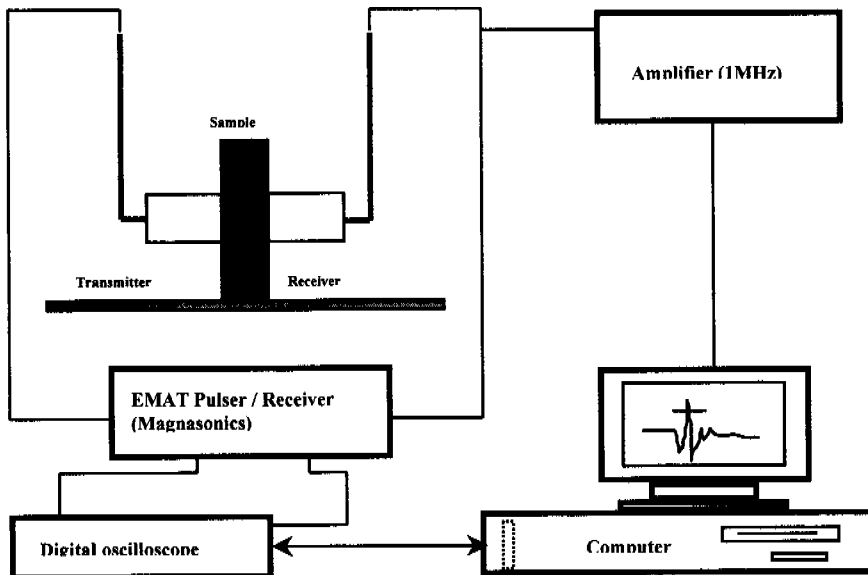 Amplifier (1MHz)
Sample
Transmitter
Receiver
EMAT Pulser / Receiver
(Magnasonics)
Digital oscilloscope
Computer